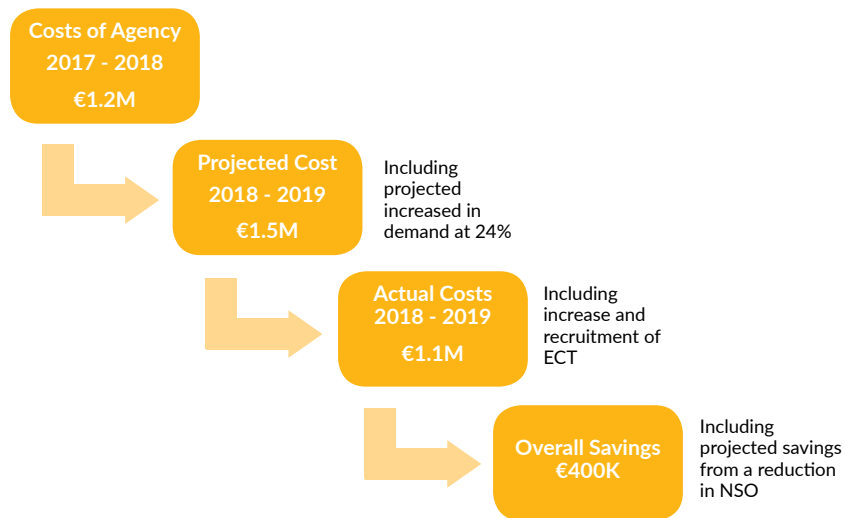 Costs of Agency
2017 - 2018
€1.2M
Projected Cost
2018 - 2019
€1.5M
Including
projected
increased in
demand at 24%
Actual Costs
2018 - 2019
€1.1M
Including
increase and
recruitment of
ECT
Overall Savings
€400K
Including
projected savings
from a reduction
in NSO